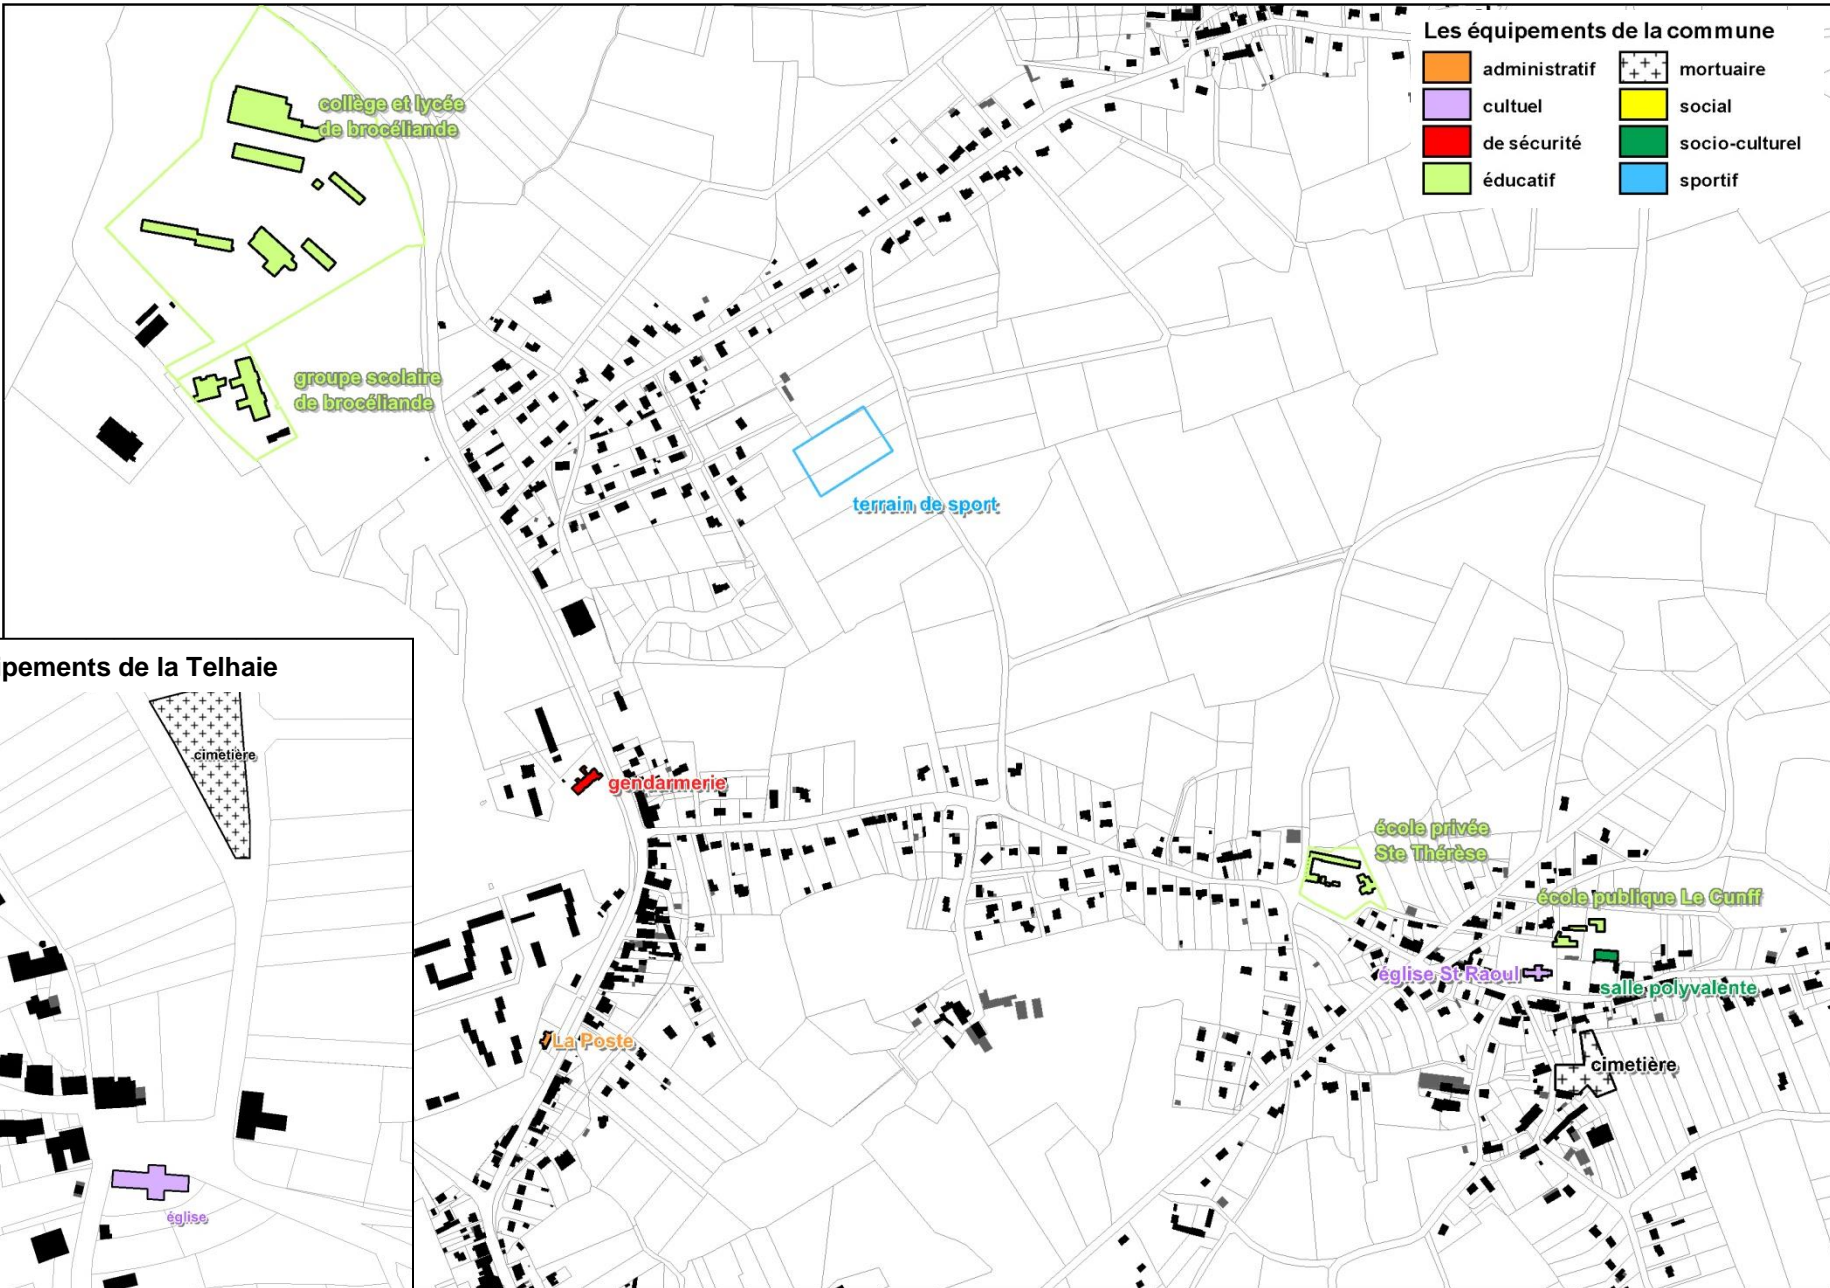 Les équipements de la commune
administratif
mortuaire
cultuel
social
de sécurité
socio-culturel
éducatif
sportif
collège et lycée
de brocéliande
groupe scolaire
de brocéliande
terrain de sport
gendarmerie
école privée
Ste Thérèse
école publique Le Cunff
église St Raoul
salle polyvalente
La Poste
cimetière
ipements de la Telhaie
cimetière
église